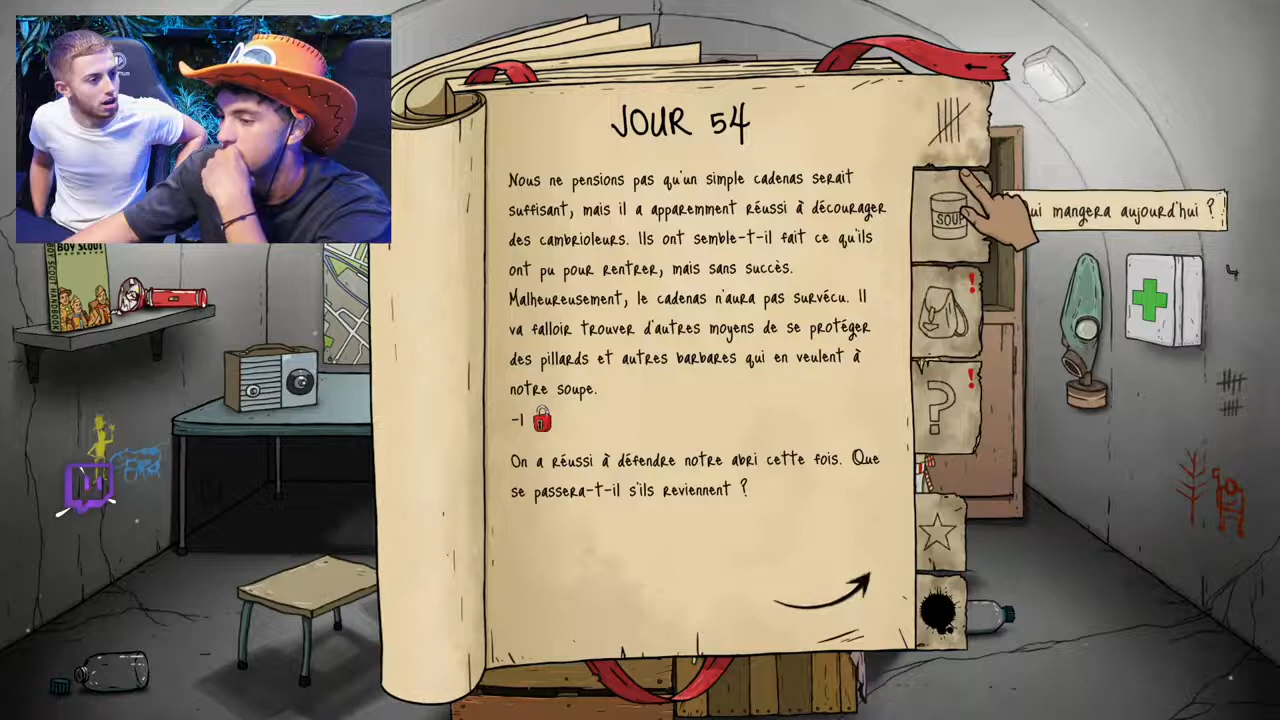 JOUR 54
Nous ne pensions pas qu'un simple cadenas serait
suffisant, mais il a apparemment réussi à décourager
des cambrioleurs. Ils ont semble-t-il fait ce qu'ils
ont pu pour rentrer, mais sans succès.
Malheureusement, le cadenas n'aura pas survécu. Il
va falloir trouver d'autres moyens de se protéger
des pillards et autres barbares qui en veulent à
notre soupe.
-1
On a réussi à défendre notre abri cette fois. Que
se passera-t-il s'ils reviennent ?
SOUP
ui mangera aujourd'hui ?
!
!
?
BOY SCOUT
HANDBOOK